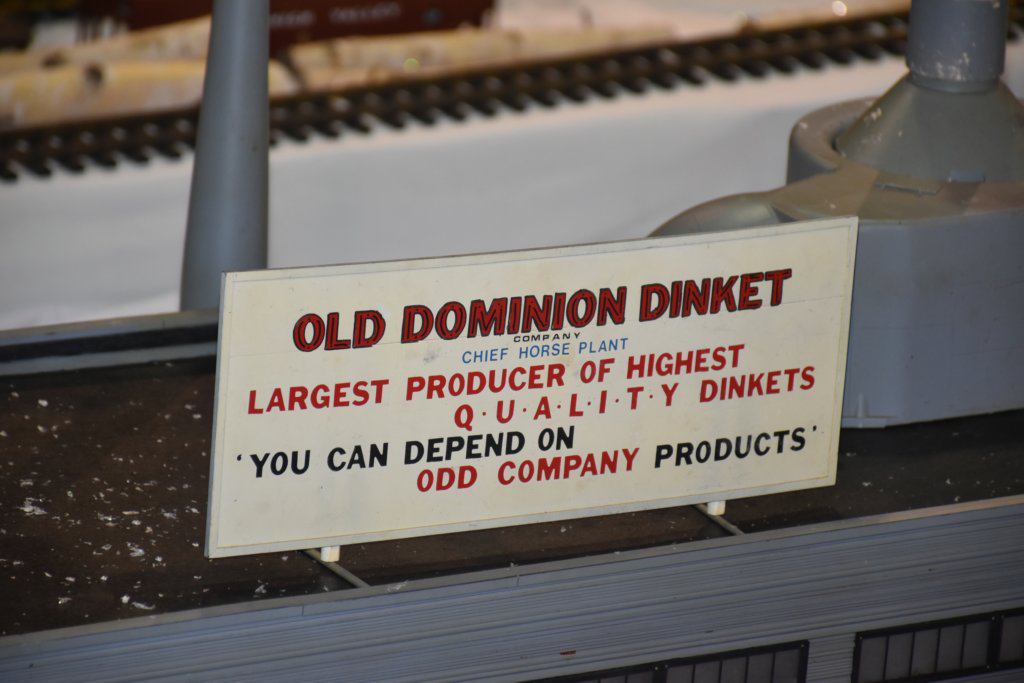 OLD DOMINION DINKET
COMPANY
CHIEF HORSE PLANT
LARGEST PRODUCER OF HIGHEST
Q·U·A·L·I·T·Y DINKETS
'YOU CAN DEPEND ON
ODD COMPANY PRODUCTS'